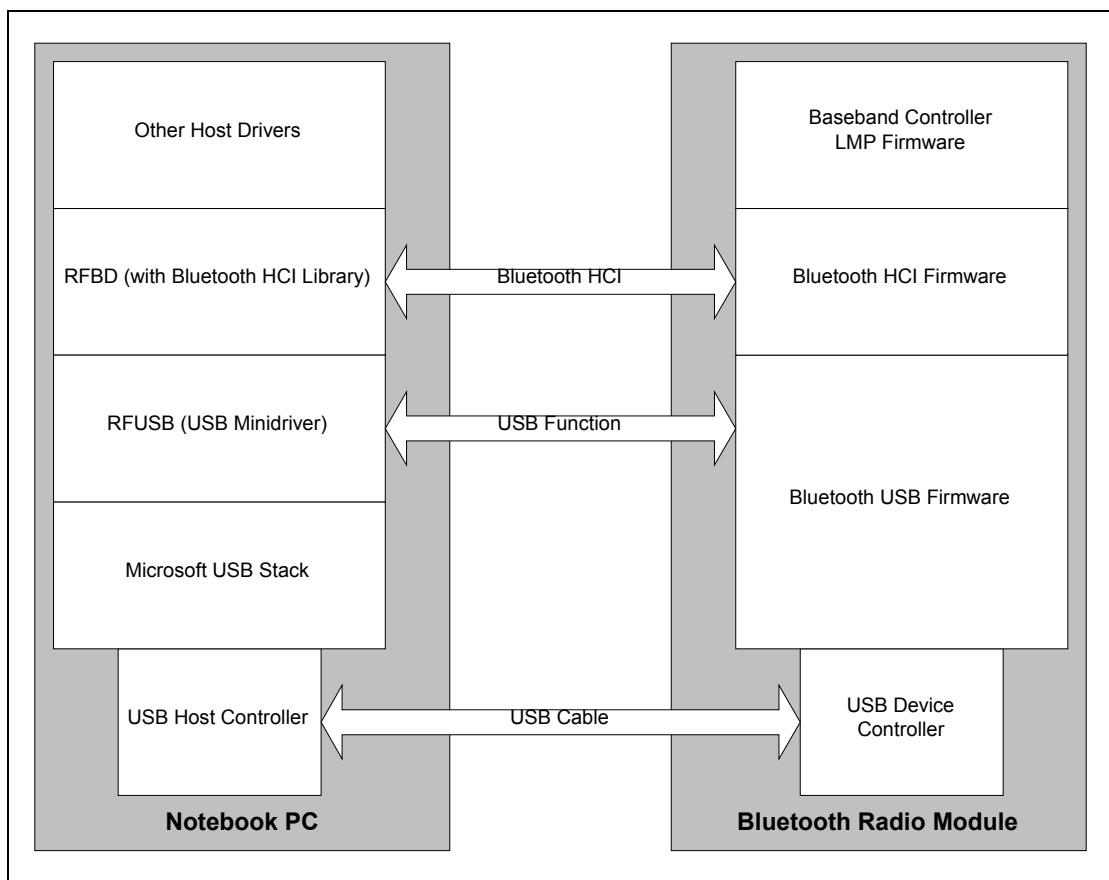 Other Host Drivers
Baseband Controller
LMP Firmware
RFBD (with Bluetooth HCI Library)
Bluetooth HCI
Bluetooth HCI Firmware
RFUSB (USB Minidriver)
USB Function
Bluetooth USB Firmware
Microsoft USB Stack
USB Host Controller
USB Cable
USB Device
Controller
Notebook PC
Bluetooth Radio Module